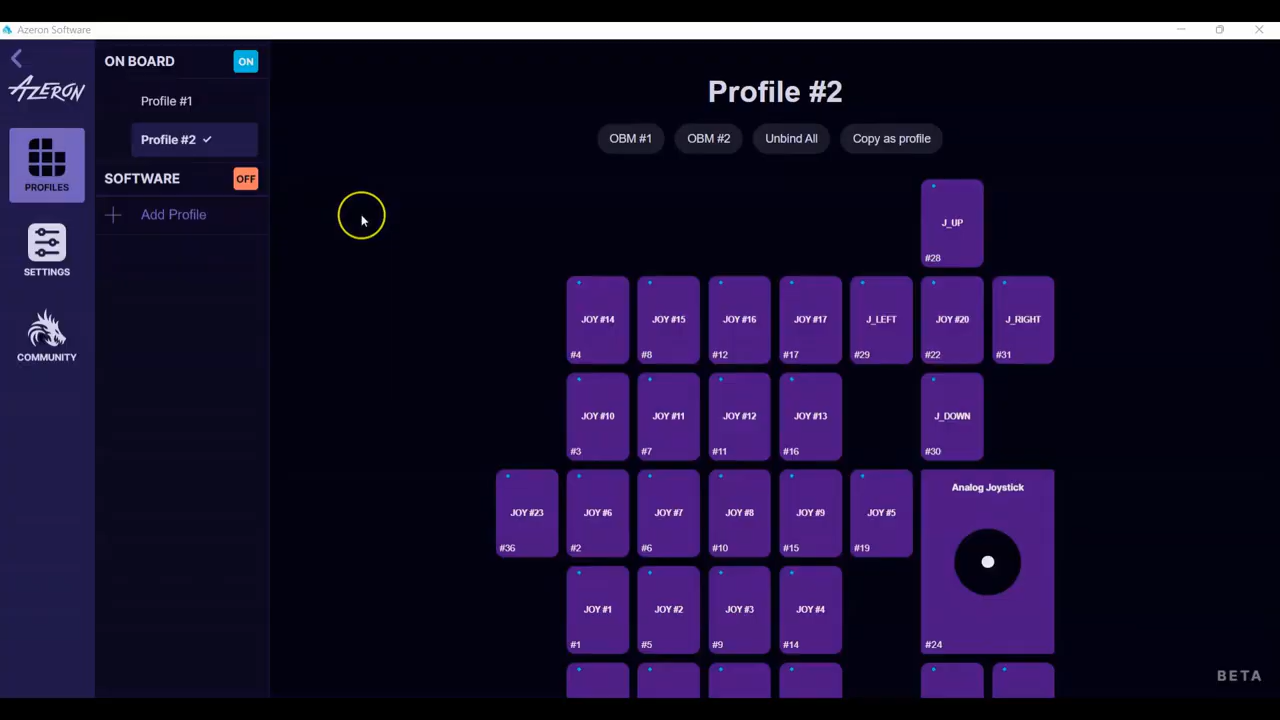 Azeron Software
AZERON
PROFILES
SETTINGS
COMMUNITY
ON BOARD ON
Profile #1
Profile #2
SOFTWARE OFF
Add Profile
Profile #2
OBM #1 OBM #2 Unbind All Copy as profile
J_UP
#28
JOY #14 JOY #15 JOY #16 JOY #17 J_LEFT JOY #20 J_RIGHT
#4 #8 #12 #17 #29 #22 #31
JOY #10 JOY #11 JOY #12 JOY #13 J_DOWN
#3 #7 #11 #16 #30
Analog Joystick
JOY #23 JOY #6 JOY #7 JOY #8 JOY #9 JOY #5
#36 #2 #6 #10 #15 #19
JOY #1 JOY #2 JOY #3 JOY #4
#1 #5 #9 #14 #24
BETA